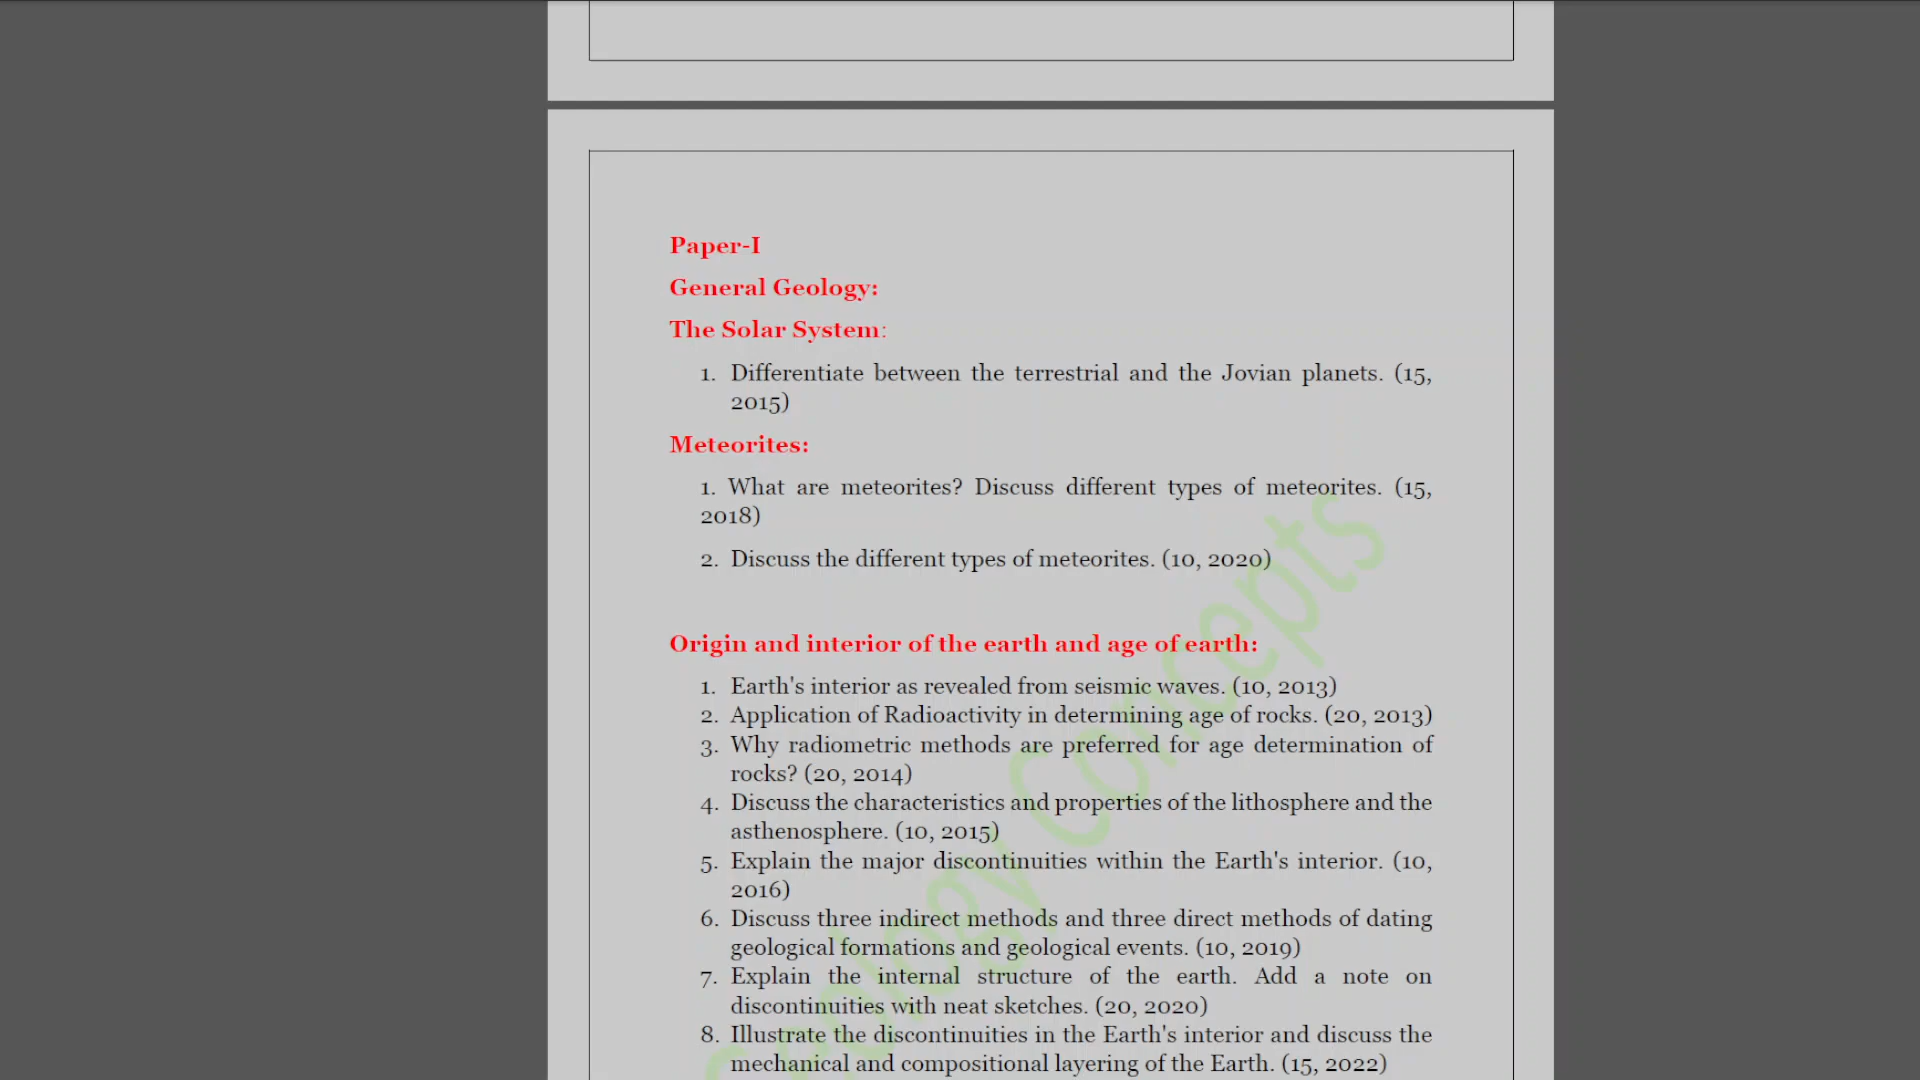 Paper-I
General Geology:
The Solar System:
1. Differentiate between the terrestrial and the Jovian planets. (15,
2015)
Meteorites:
1. What are meteorites? Discuss different types of meteorites. (15,
2018)
2. Discuss the different types of meteorites. (10, 2020)
Origin and interior of the earth and age of earth:
1. Earth's interior as revealed from seismic waves. (10, 2013)
2. Application of Radioactivity in determining age of rocks. (20, 2013)
3. Why radiometric methods are preferred for age determination of
rocks? (20, 2014)
4. Discuss the characteristics and properties of the lithosphere and the
asthenosphere. (10, 2015)
5. Explain the major discontinuities within the Earth's interior. (10,
2016)
6. Discuss three indirect methods and three direct methods of dating
geological formations and geological events. (10, 2019)
7. Explain the internal structure of the earth. Add a note on
discontinuities with neat sketches. (20, 2020)
8. Illustrate the discontinuities in the Earth's interior and discuss the
mechanical and compositional layering of the Earth. (15, 2022)
Geology Concepts